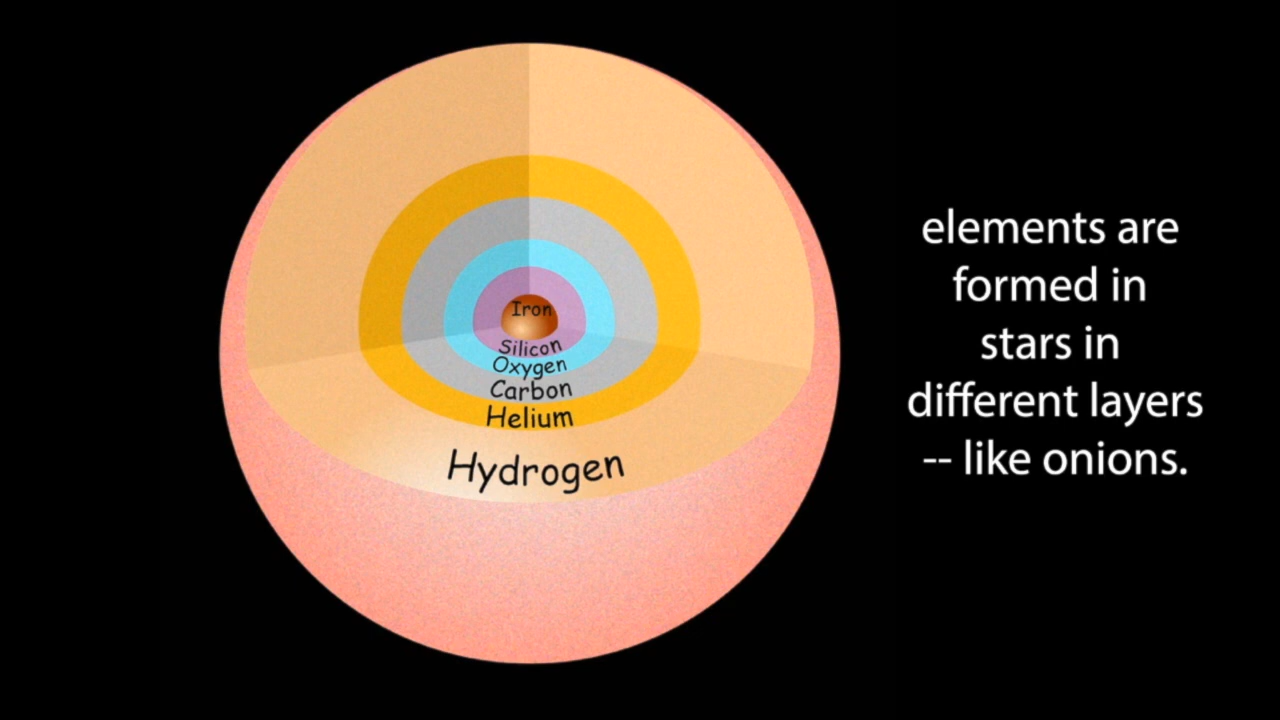 Iron
Silicon
Oxygen
Carbon
Helium
Hydrogen
elements are
formed in
stars in
different layers
-- like onions.